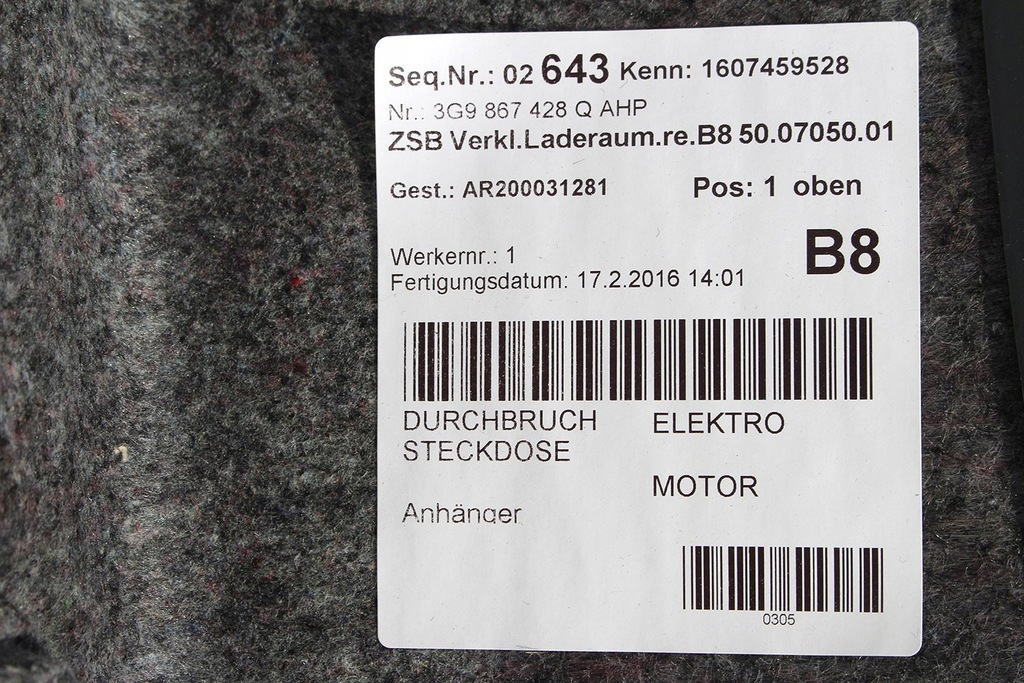 Seq.Nr.: 02 643 Kenn: 1607459528
Nr.: 3G9 867 428 Q AHP
ZSB Verkl.Laderaum.re.B8 50.07050.01
Gest.: AR200031281 Pos: 1 oben
B8
Werkernr.: 1
Fertigungsdatum: 17.2.2016 14:01
DURCHBRUCH ELEKTRO
STECKDOSE
MOTOR
Anhänger
0305